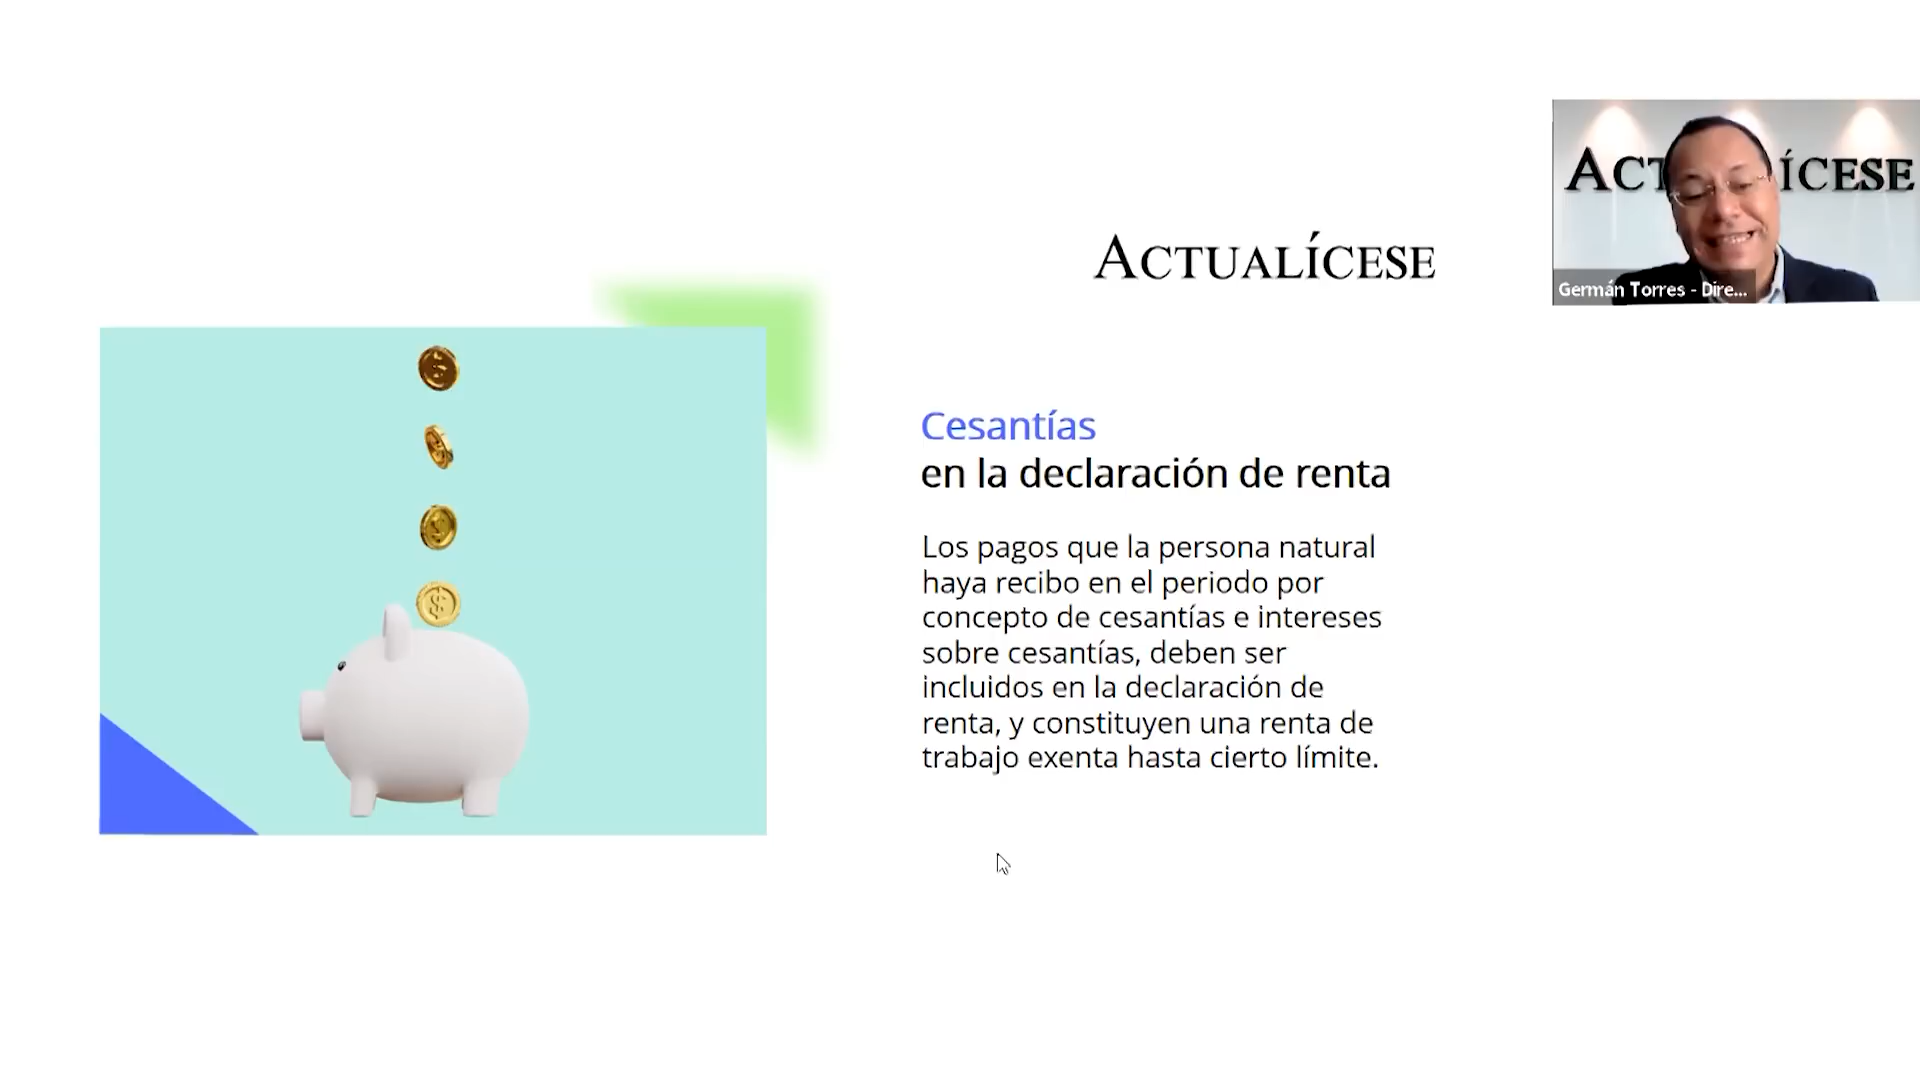 ACTUALÍCESE
ACT ÍCESE
Germán Torres - Dire...
Cesantías
en la declaración de renta
Los pagos que la persona natural
haya recibo en el periodo por
concepto de cesantías e intereses
sobre cesantías, deben ser
incluidos en la declaración de
renta, y constituyen una renta de
trabajo exenta hasta cierto límite.